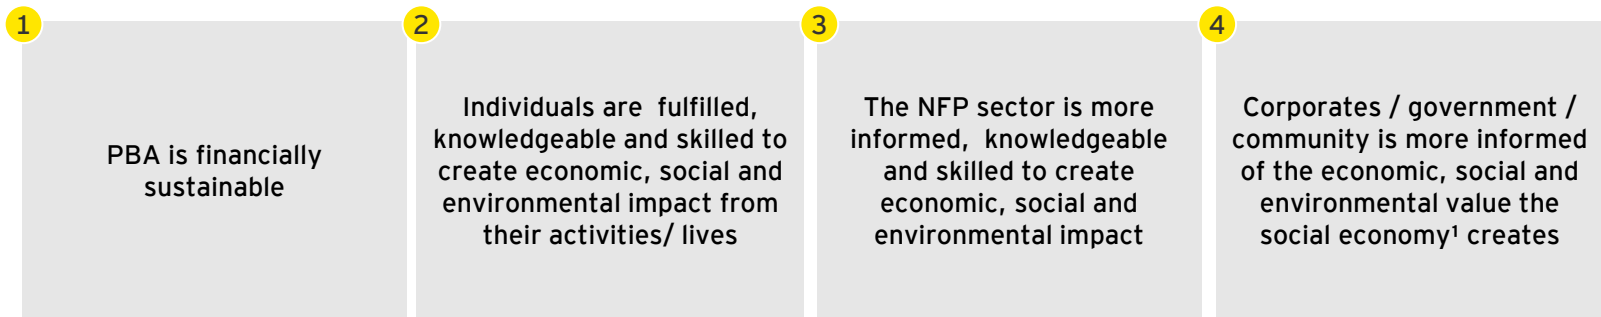 1
PBA is financially
sustainable
2
Individuals are  fulfilled,
knowledgeable and skilled to
create economic, social and
environmental impact from
their activities/ lives
3
The NFP sector is more
informed,  knowledgeable
and skilled to create
economic, social and
environmental impact
4
Corporates / government /
community is more informed
of the economic, social and
environmental value the
social economy¹ creates